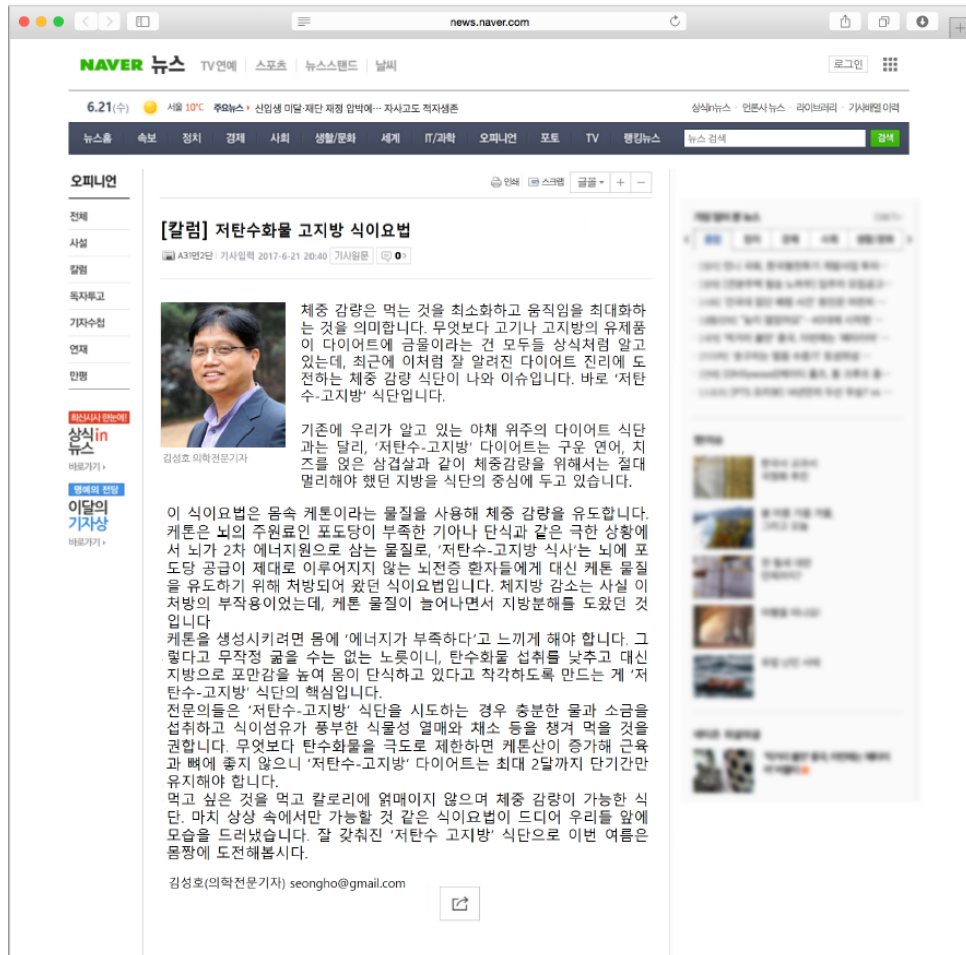 news.naver.com
NAVER 뉴스 TV연예 스포츠 뉴스스탠드 날씨
로그인
6.21(수) 서울 10°C 주요뉴스 신입생 미달·재단 재정 압박에… 자사고도 적자생존
상식in뉴스 언론사뉴스 라이브러리 기사배열 이력
뉴스홈 속보 정치 경제 사회 생활/문화 세계 IT/과학 오피니언 포토 TV 랭킹뉴스
뉴스 검색 검색
오피니언
전체
사설
칼럼
독자투고
기자수첩
연재
만평
최신시사 한눈에!
상식in
뉴스
바로가기
명예의 전당
이달의
기자상
바로가기
인쇄 스크랩 글꼴 + −
[칼럼] 저탄수화물 고지방 식이요법
A31면2단 기사입력 2017-6-21 20:40 기사원문 0
체중 감량은 먹는 것을 최소화하고 움직임을 최대화하
는 것을 의미합니다. 무엇보다 고기나 고지방의 유제품
이 다이어트에 금물이라는 건 모두들 상식처럼 알고
있는데, 최근에 이처럼 잘 알려진 다이어트 진리에 도
전하는 체중 감량 식단이 나와 이슈입니다. 바로 ‘저탄
수-고지방’ 식단입니다.
기존에 우리가 알고 있는 야채 위주의 다이어트 식단
과는 달리, ‘저탄수-고지방’ 다이어트는 구운 연어, 치
즈를 얹은 삼겹살과 같이 체중감량을 위해서는 절대
멀리해야 했던 지방을 식단의 중심에 두고 있습니다.
김성호 의학전문기자
이 식이요법은 몸속 케톤이라는 물질을 사용해 체중 감량을 유도합니다.
케톤은 뇌의 주원료인 포도당이 부족한 기아나 단식과 같은 극한 상황에
서 뇌가 2차 에너지원으로 삼는 물질로, ‘저탄수-고지방 식사’는 뇌에 포
도당 공급이 제대로 이루어지지 않는 뇌전증 환자들에게 대신 케톤 물질
을 유도하기 위해 처방되어 왔던 식이요법입니다. 체지방 감소는 사실 이
처방의 부작용이었는데, 케톤 물질이 늘어나면서 지방분해를 도왔던 것
입니다
케톤을 생성시키려면 몸에 ‘에너지가 부족하다’고 느끼게 해야 합니다. 그
렇다고 무작정 굶을 수는 없는 노릇이니, 탄수화물 섭취를 낮추고 대신
지방으로 포만감을 높여 몸이 단식하고 있다고 착각하도록 만드는 게 ‘저
탄수-고지방’ 식단의 핵심입니다.
전문의들은 ‘저탄수-고지방’ 식단을 시도하는 경우 충분한 물과 소금을
섭취하고 식이섬유가 풍부한 식물성 열매와 채소 등을 챙겨 먹을 것을
권합니다. 무엇보다 탄수화물을 극도로 제한하면 케톤산이 증가해 근육
과 뼈에 좋지 않으니 ‘저탄수-고지방’ 다이어트는 최대 2달까지 단기간만
유지해야 합니다.
먹고 싶은 것을 먹고 칼로리에 얽매이지 않으며 체중 감량이 가능한 식
단. 마치 상상 속에서만 가능할 것 같은 식이요법이 드디어 우리들 앞에
모습을 드러냈습니다. 잘 갖춰진 ‘저탄수 고지방’ 식단으로 이번 여름은
몸짱에 도전해봅시다.
김성호(의학전문기자) seongho@gmail.com